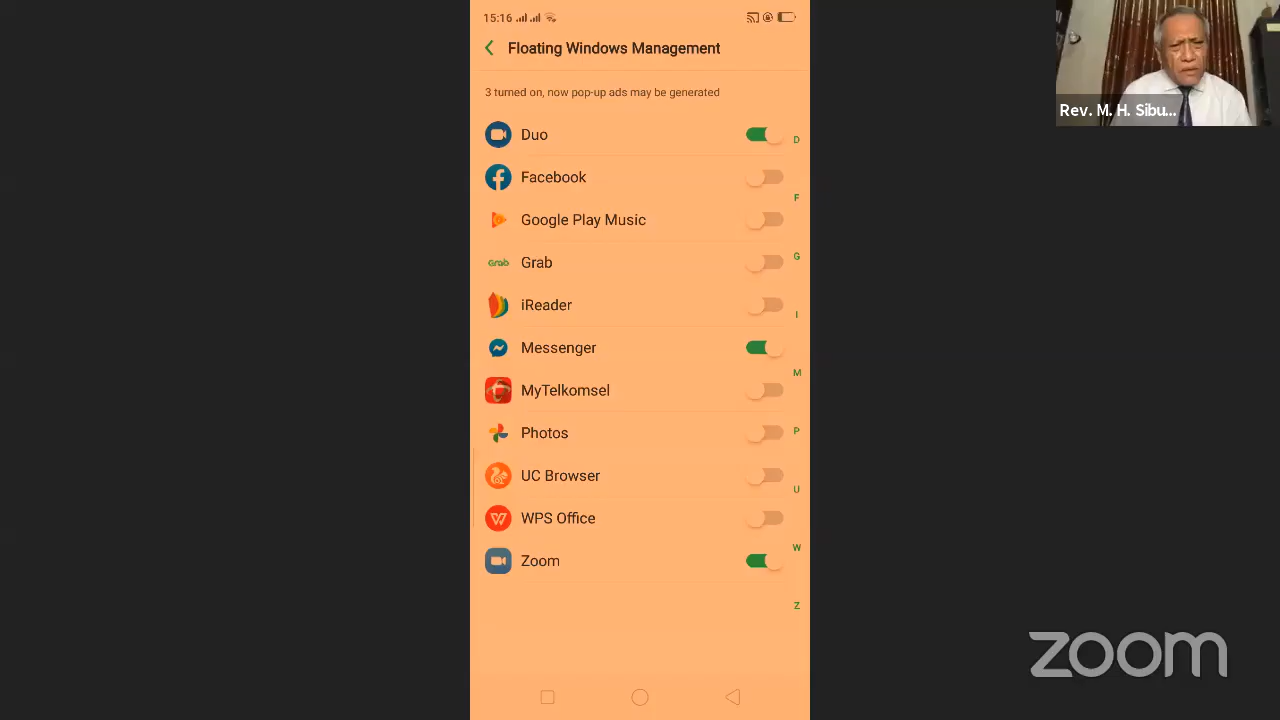 15:16
Floating Windows Management
3 turned on, now pop-up ads may be generated
Duo
D
Facebook
F
Google Play Music
Grab
Grab
G
iReader
I
Messenger
M
MyTelkomsel
Photos
P
UC Browser
U
WPS Office
W
Zoom
Z
Rev. M. H. Sibu...
zoom